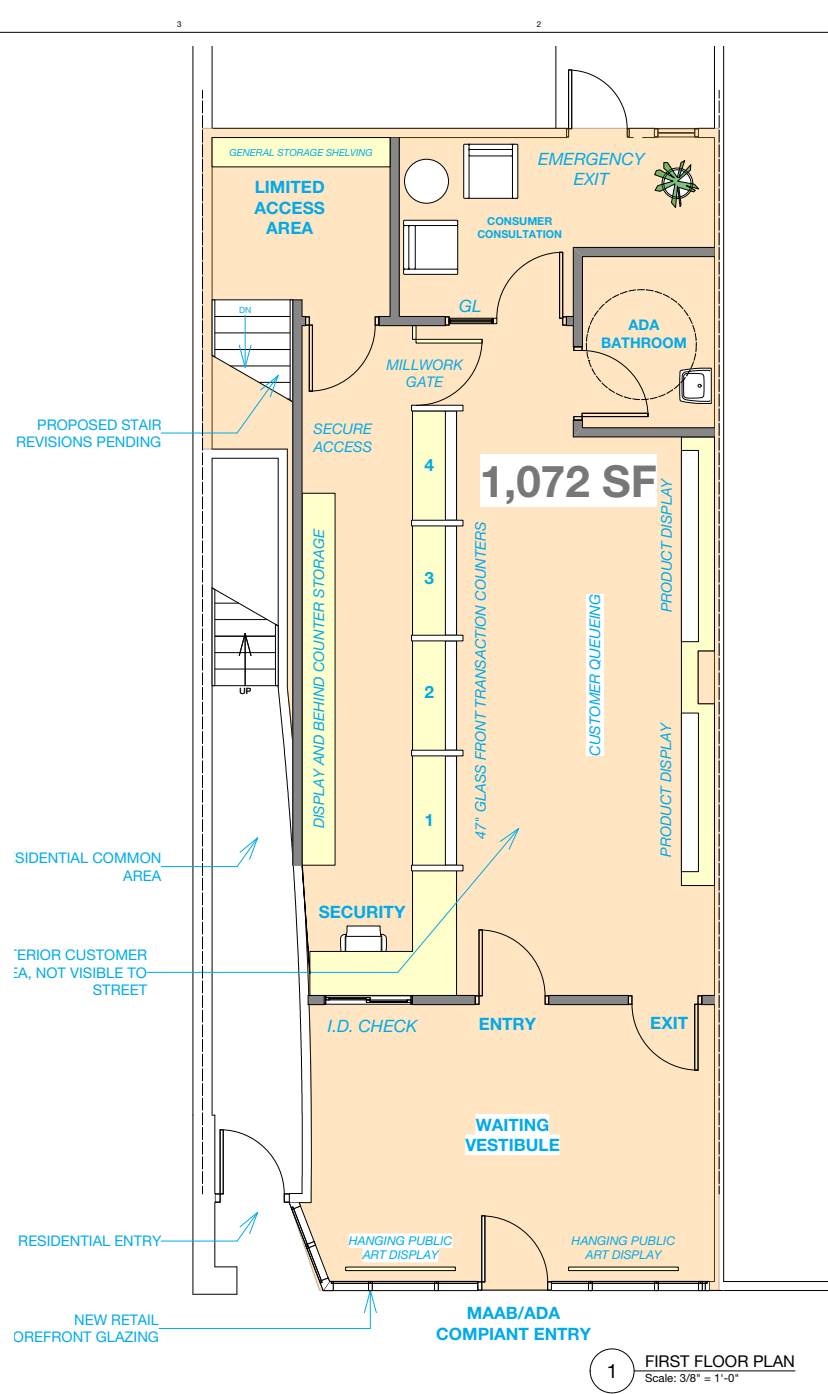 3
2
GENERAL STORAGE SHELVING
LIMITED
ACCESS
AREA
EMERGENCY
EXIT
CONSUMER
CONSULTATION
DN
GL
ADA
BATHROOM
MILLWORK
GATE
PROPOSED STAIR
REVISIONS PENDING
SECURE
ACCESS
4
1,072 SF
PRODUCT DISPLAY
3
47" GLASS FRONT TRANSACTION COUNTERS
DISPLAY AND BEHIND COUNTER STORAGE
CUSTOMER QUEUEING
UP
2
PRODUCT DISPLAY
1
SIDENTIAL COMMON
AREA
SECURITY
TERIOR CUSTOMER
EA, NOT VISIBLE TO
STREET
I.D. CHECK
ENTRY
EXIT
WAITING
VESTIBULE
RESIDENTIAL ENTRY
HANGING PUBLIC
ART DISPLAY
HANGING PUBLIC
ART DISPLAY
NEW RETAIL
OREFRONT GLAZING
MAAB/ADA
COMPIANT ENTRY
1
FIRST FLOOR PLAN
Scale: 3/8" = 1'-0"